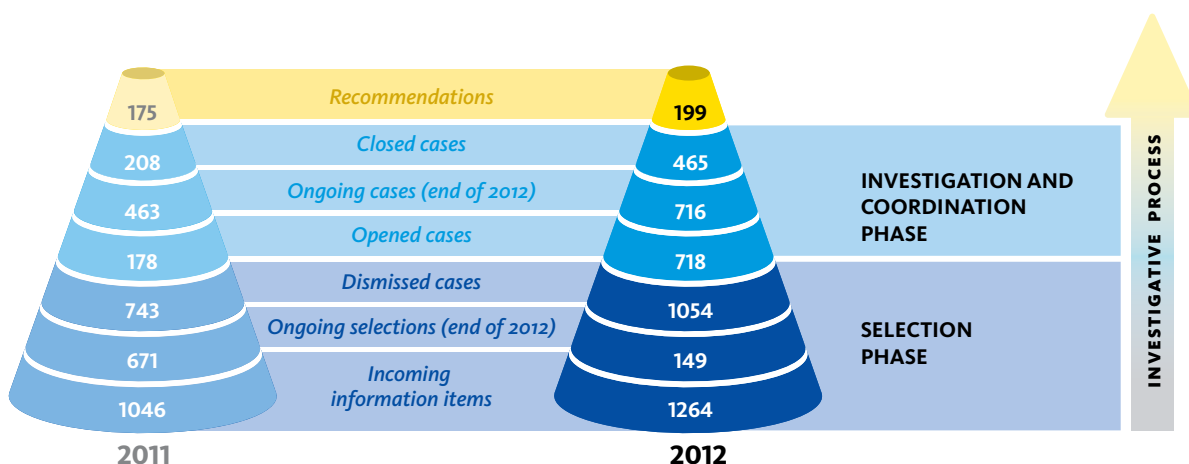 175
Recommendations
199
208
Closed cases
465
463
Ongoing cases (end of 2012)
716
178
Opened cases
718
INVESTIGATION AND
COORDINATION
PHASE
743
Dismissed cases
1054
671
Ongoing selections (end of 2012)
149
SELECTION
PHASE
1046
Incoming
information items
1264
2011
2012
INVESTIGATIVE PROCESS